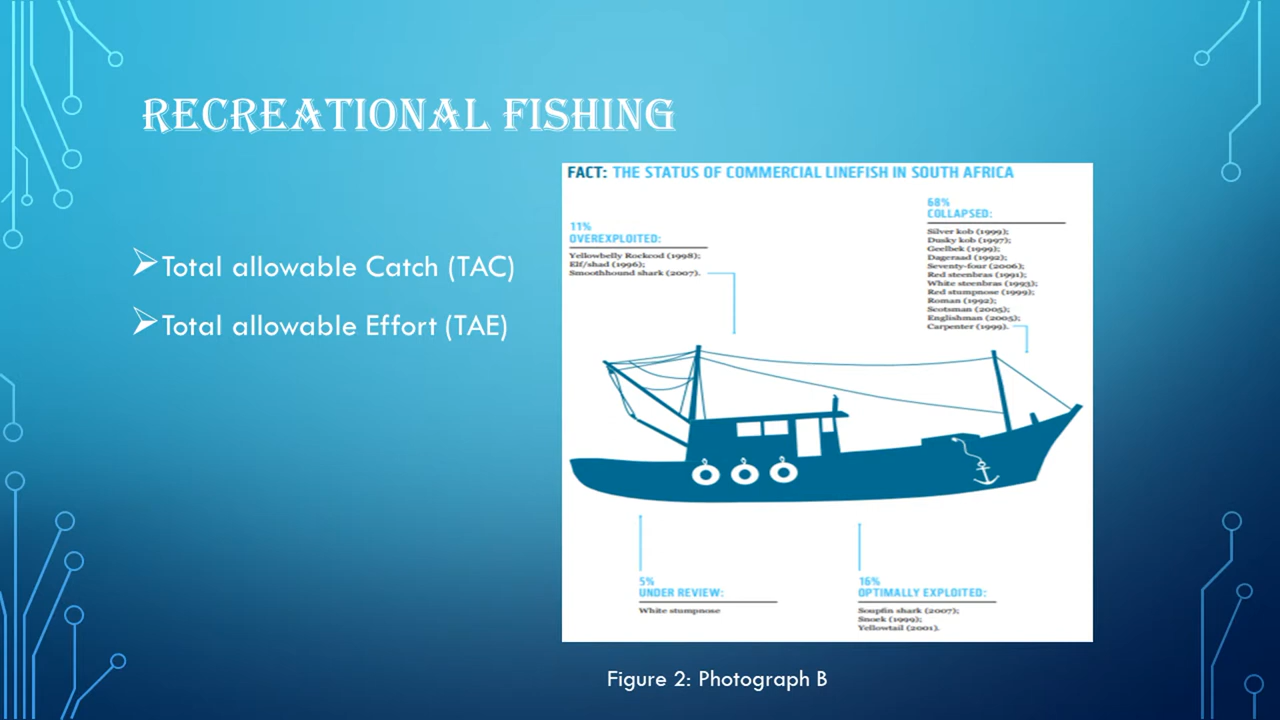 RECREATIONAL FISHING
Total allowable Catch (TAC)
Total allowable Effort (TAE)
FACT: THE STATUS OF COMMERCIAL LINEFISH IN SOUTH AFRICA
11%
OVEREXPLOITED:
Yellowbelly Rockcod (1998);
Elf/shad (1996);
Smoothhound shark (2007).
68%
COLLAPSED:
Silver kob (1999);
Dusky kob (1997);
Geelbek (1999);
Dageraad (1992);
Seventy-four (2006);
Red steenbras (1991);
White steenbras (1993);
Red stumpnose (1999);
Roman (1992);
Scotsman (2005);
Englishman (2005);
Carpenter (1999).
5%
UNDER REVIEW:
White stumpnose
16%
OPTIMALLY EXPLOITED:
Soupfin shark (2007);
Snoek (1999);
Yellowtail (2001).
Figure 2: Photograph B